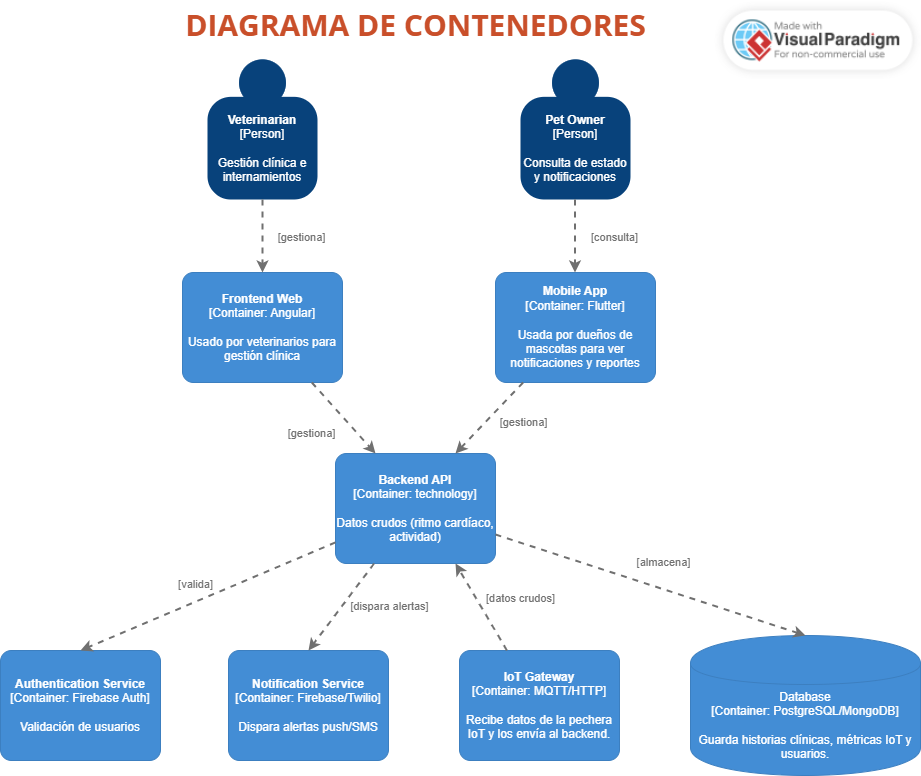 DIAGRAMA DE CONTENEDORES
Made with
VisualParadigm
For non-commercial use
Veterinarian
[Person]
Gestión clínica e
internamientos
Pet Owner
[Person]
Consulta de estado
y notificaciones
[gestiona]
[consulta]
Frontend Web
[Container: Angular]
Usado por veterinarios para
gestión clínica
Mobile App
[Container: Flutter]
Usada por dueños de
mascotas para ver
notificaciones y reportes
[gestiona]
[gestiona]
Backend API
[Container: technology]
Datos crudos (ritmo cardíaco,
actividad)
[valida]
[dispara alertas]
[datos crudos]
[almacena]
Authentication Service
[Container: Firebase Auth]
Validación de usuarios
Notification Service
[Container: Firebase/Twilio]
Dispara alertas push/SMS
IoT Gateway
[Container: MQTT/HTTP]
Recibe datos de la pechera
IoT y los envía al backend.
Database
[Container: PostgreSQL/MongoDB]
Guarda historias clínicas, métricas IoT y
usuarios.